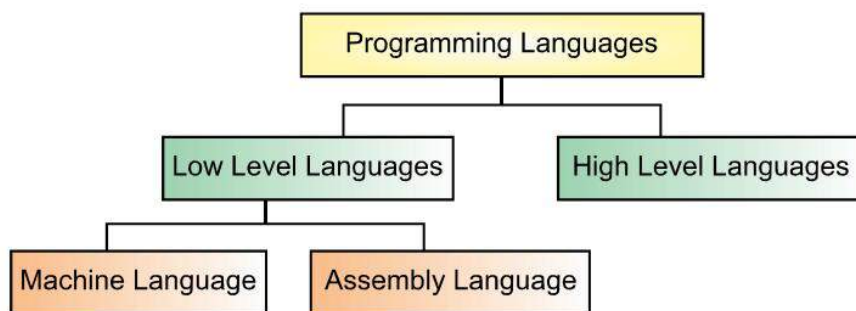 Programming Languages
Low Level Languages
High Level Languages
Machine Language
Assembly Language